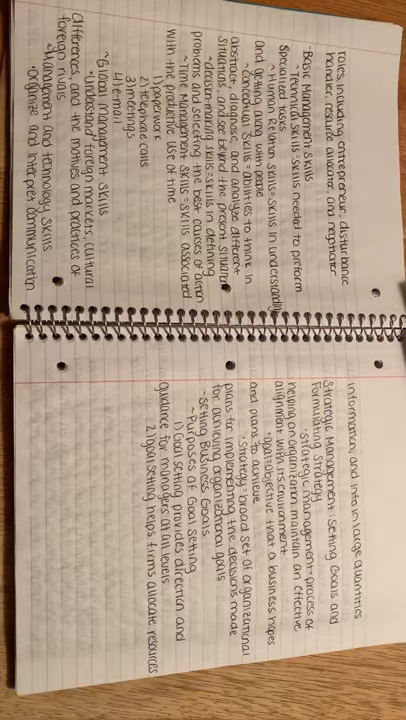 roles, including entrepreneur, disturbance
handler, resource allocator, and negotiator
-Basic Management Skills
~Technical Skills=skills needed to perform
specialized tasks
~Human Relation Skills=skills in understanding
and getting along with people
~Conceptual Skills=abilities to think in
abstract, diagnose, and analyze different
situations, and see beyond the present situation
~decision-making skills=skills in defining
problems and selecting the best courses of action
~Time Management Skills=skills associated
with the productive use of time
1) paperwork
2) telephone calls
3) meetings
4) e-mail
~Global Management Skills
•understand foreign markets, cultural
differences, and the motives and practices of
foreign rivals
~Management and Technology Skills
•organize and interpret communication
information, and into in large quantities
Strategic Management: Setting Goals and
Formulating Strategy
•strategic management=process of
helping an organization maintain an effective
alignment with its environment
•goal=objective that a business hopes
and plans to achieve
•strategy=broad set of organizational
plans for implementing the decisions made
for achieving organizational goals
-Setting Business Goals
~Purposes of Goal Setting
1) Goal setting provides direction and
guidance for managers at all levels
2) Goal setting helps firms allocate resources